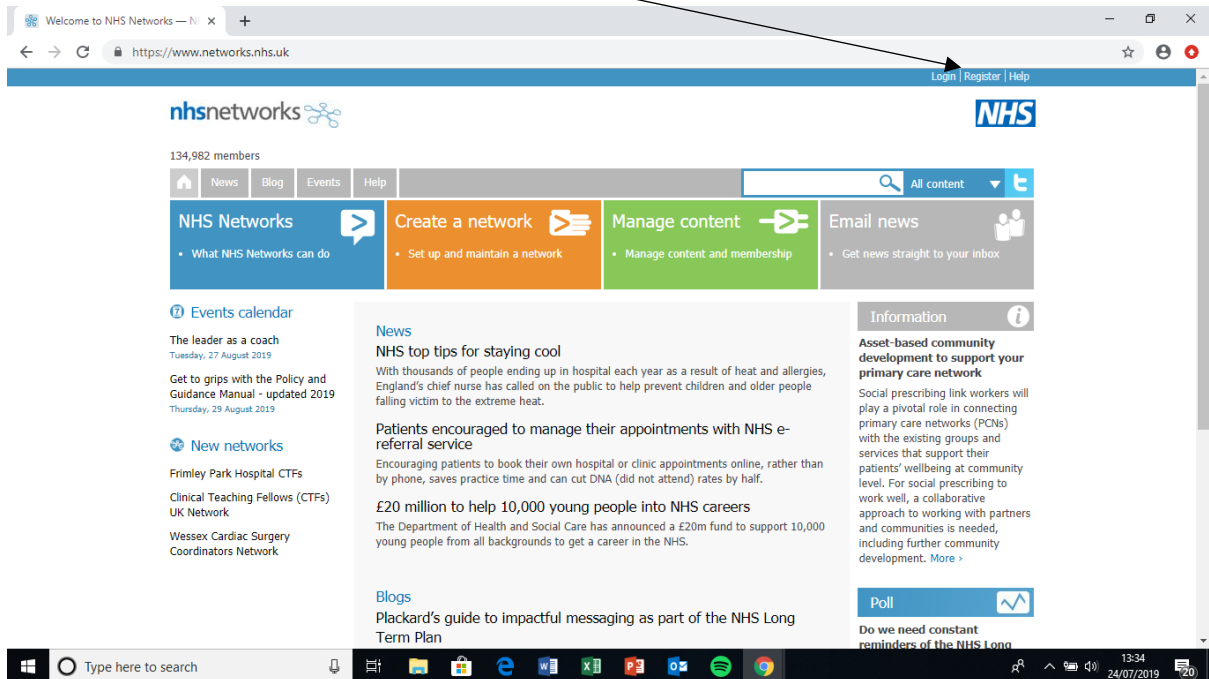 Welcome to NHS Networks — N
https://www.networks.nhs.uk
Login | Register | Help
nhsnetworks
NHS
134,982 members
News Blog Events Help
All content
NHS Networks
• What NHS Networks can do
Create a network
• Set up and maintain a network
Manage content
• Manage content and membership
Email news
• Get news straight to your inbox
Events calendar
The leader as a coach
Tuesday, 27 August 2019
Get to grips with the Policy and
Guidance Manual - updated 2019
Thursday, 29 August 2019
New networks
Frimley Park Hospital CTFs
Clinical Teaching Fellows (CTFs)
UK Network
Wessex Cardiac Surgery
Coordinators Network
News
NHS top tips for staying cool
With thousands of people ending up in hospital each year as a result of heat and allergies,
England's chief nurse has called on the public to help prevent children and older people
falling victim to the extreme heat.
Patients encouraged to manage their appointments with NHS e-
referral service
Encouraging patients to book their own hospital or clinic appointments online, rather than
by phone, saves practice time and can cut DNA (did not attend) rates by half.
£20 million to help 10,000 young people into NHS careers
The Department of Health and Social Care has announced a £20m fund to support 10,000
young people from all backgrounds to get a career in the NHS.
Blogs
Plackard's guide to impactful messaging as part of the NHS Long
Term Plan
Information
Asset-based community
development to support your
primary care network
Social prescribing link workers will
play a pivotal role in connecting
primary care networks (PCNs)
with the existing groups and
services that support their
patients' wellbeing at community
level. For social prescribing to
work well, a collaborative
approach to working with partners
and communities is needed,
including further community
development. More ›
Poll
Do we need constant
reminders of the NHS Long
Type here to search
13:34
24/07/2019
20